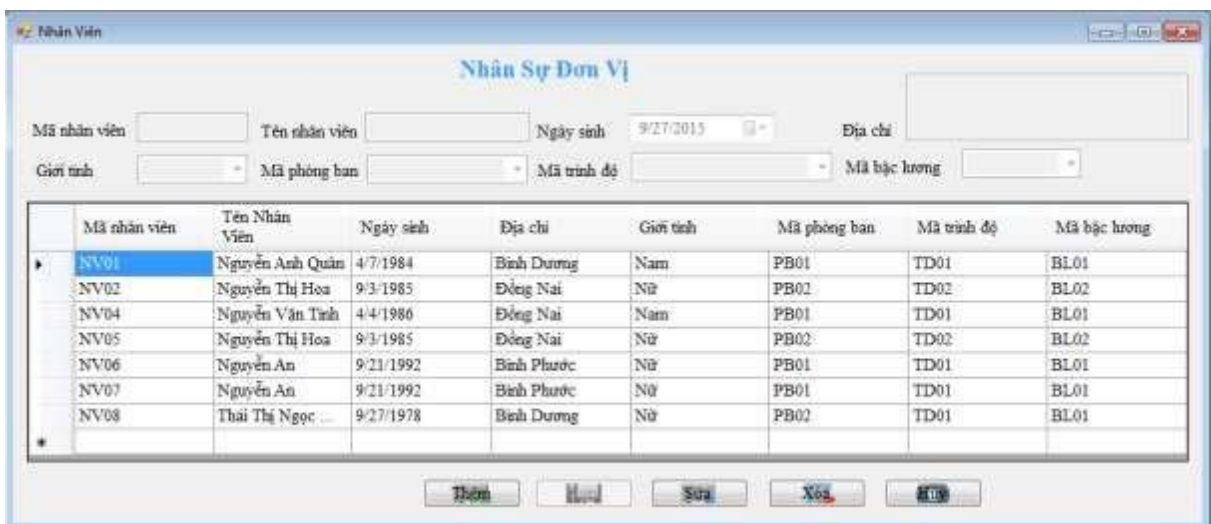 Nhân Viên
Nhân Sự Đơn Vị
Mã nhân viên Tên nhân viên Ngày sinh 9/27/2015 Địa chỉ
Giới tính Mã phòng ban Mã trình độ Mã bậc lương
Mã nhân viên Tên Nhân Viên Ngày sinh Địa chỉ Giới tính Mã phòng ban Mã trình độ Mã bậc lương
NV01 Nguyễn Anh Quân 4/7/1984 Bình Dương Nam PB01 TD01 BL01
NV02 Nguyễn Thị Hoa 9/3/1985 Đồng Nai Nữ PB02 TD02 BL02
NV04 Nguyễn Văn Tình 4/4/1986 Đồng Nai Nam PB01 TD01 BL01
NV05 Nguyễn Thị Hoa 9/3/1985 Đồng Nai Nữ PB02 TD02 BL02
NV06 Nguyễn An 9/21/1992 Bình Phước Nữ PB01 TD01 BL01
NV07 Nguyễn An 9/21/1992 Bình Phước Nữ PB01 TD01 BL01
NV08 Thái Thị Ngọc ... 9/27/1978 Bình Dương Nữ PB02 TD01 BL01
Thêm Sửa Xóa Hủy